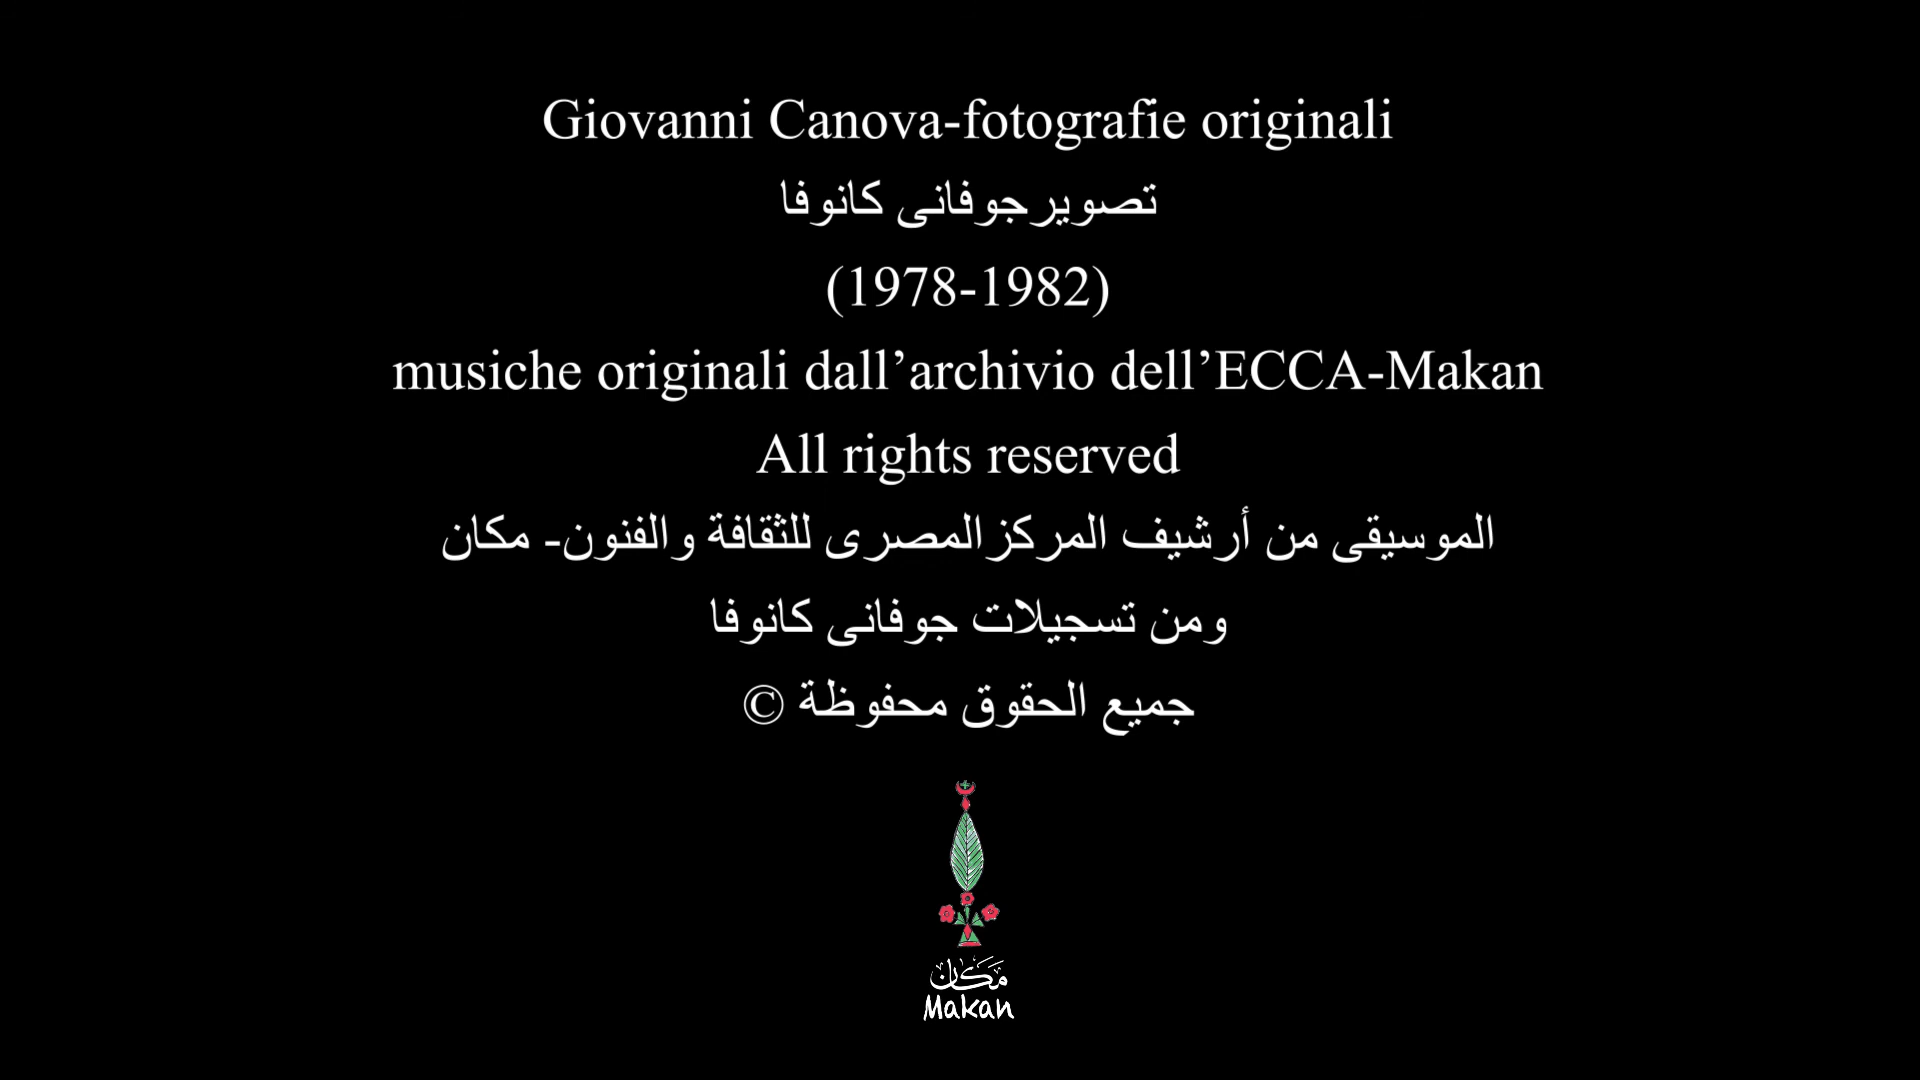 Giovanni Canova-fotografie originali
تصويرجوفانى كانوفا
(1978-1982)
musiche originali dall’archivio dell’ECCA-Makan
All rights reserved
الموسيقى من أرشيف المركزالمصرى للثقافة والفنون- مكان
ومن تسجيلات جوفانى كانوفا
جميع الحقوق محفوظة ©
مكان
Makan